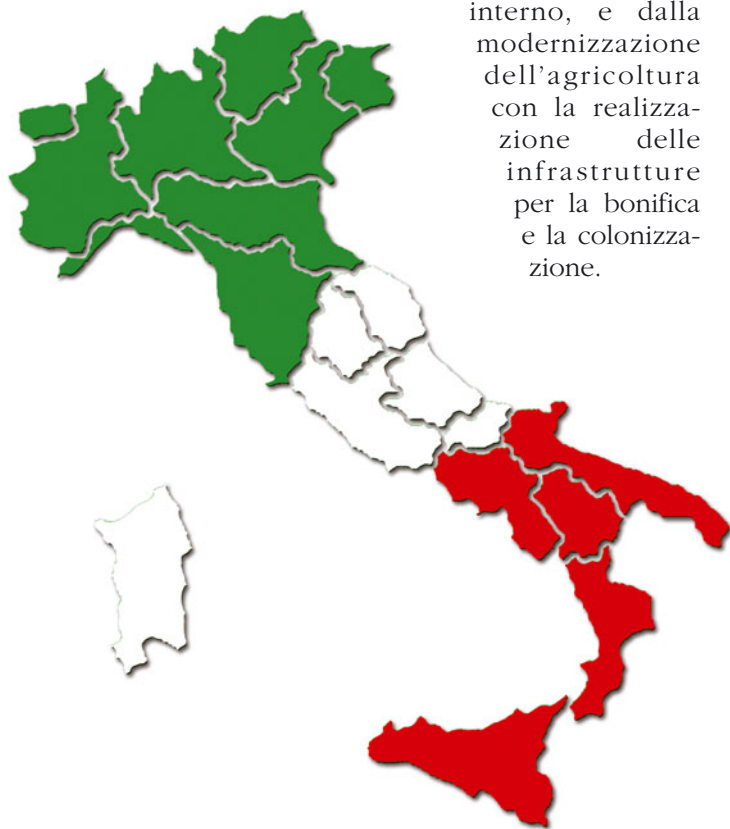 interno, e dalla
modernizzazione
dell’agricoltura
con la realizza-
zione delle
infrastrutture
per la bonifica
e la colonizza-
zione.